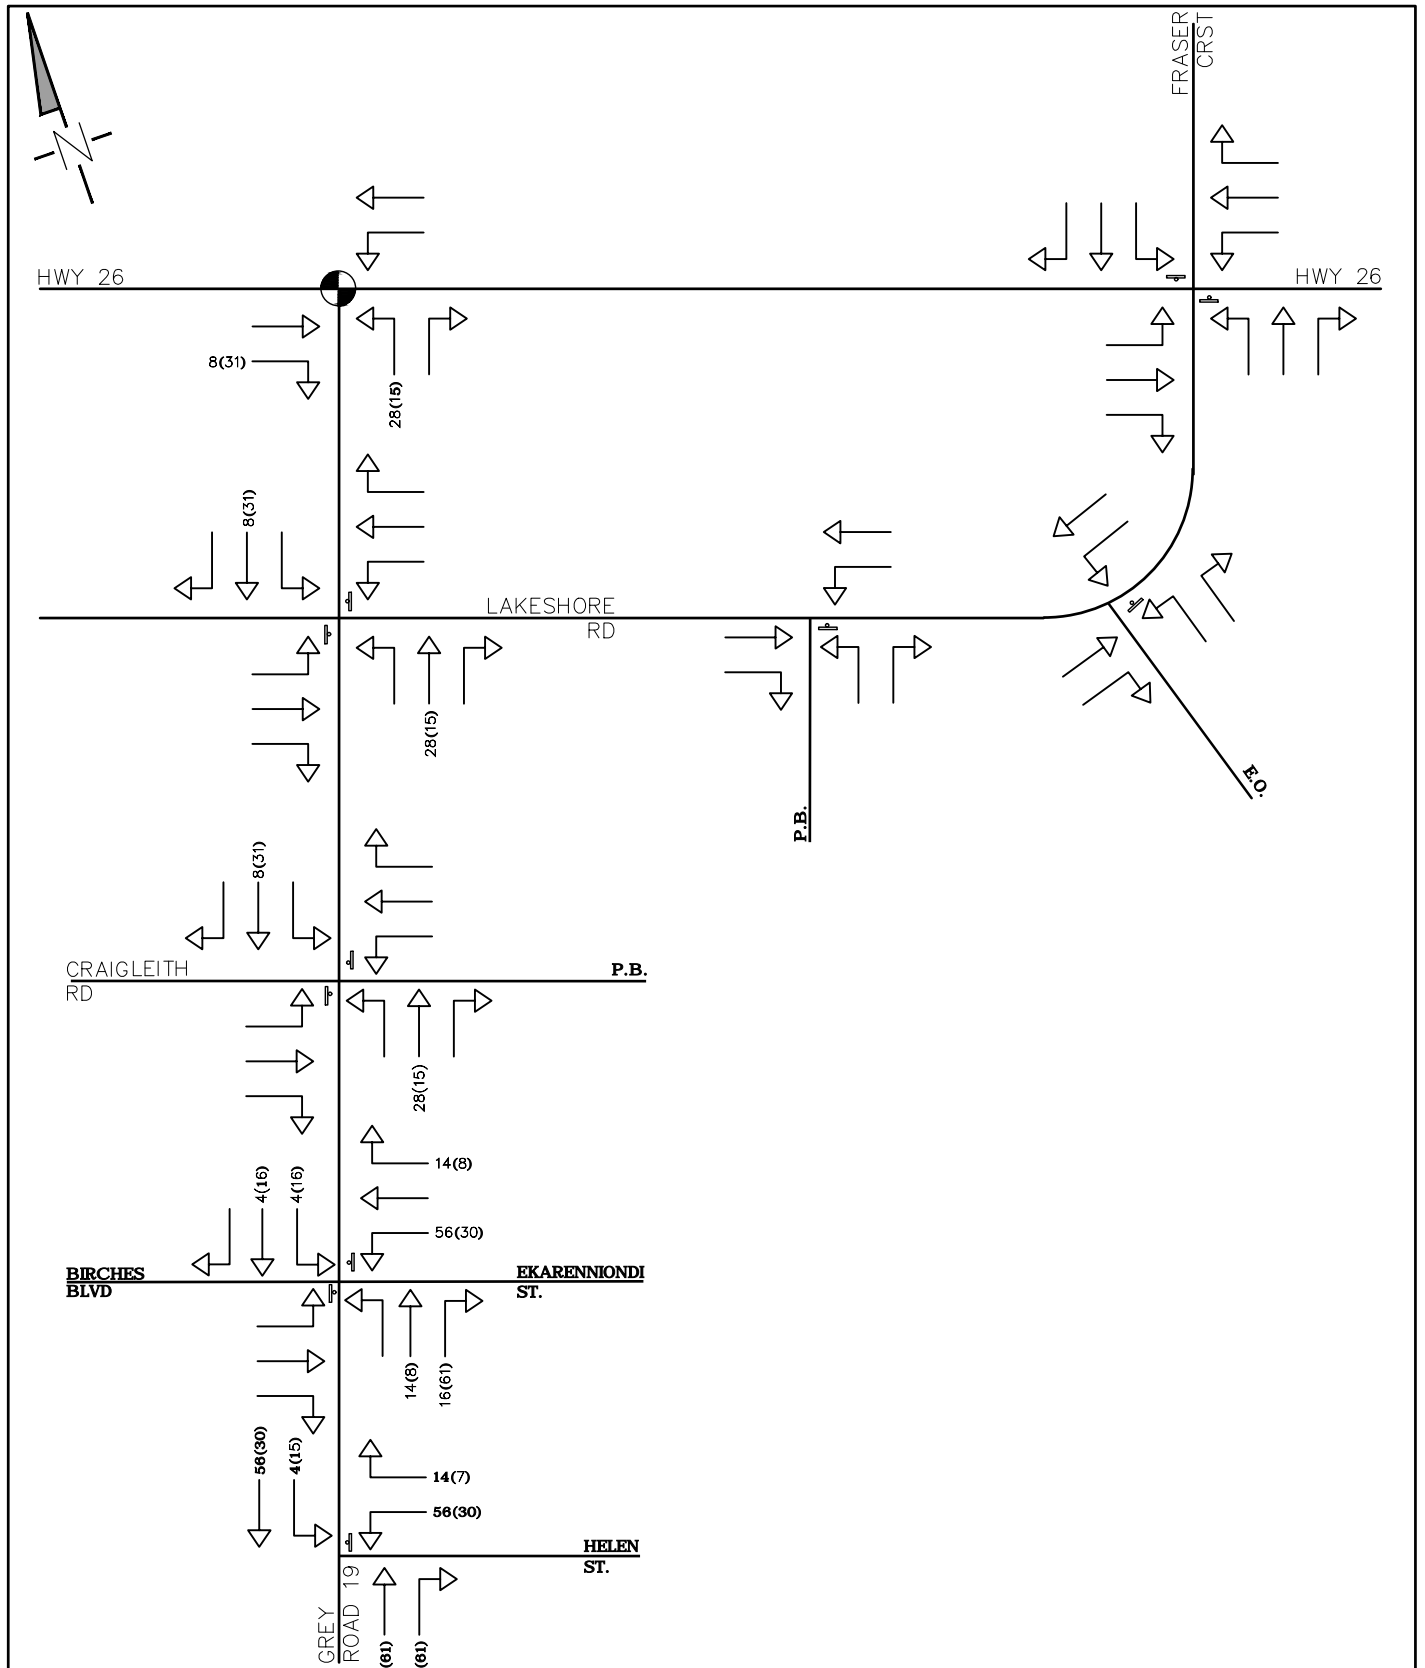 FRASER
CRST
N
HWY 26
HWY 26
8(31)
28(15)
8(31)
LAKESHORE
RD
28(15)
E.O.
P.B.
8(31)
CRAIGLEITH
RD
P.B.
28(15)
14(8)
4(16)
4(16)
56(30)
BIRCHES
BLVD
EKARENNIONDI
ST.
14(8)
16(61)
56(30)
4(15)
14(7)
56(30)
HELEN
ST.
GREY
ROAD 19
(61)
(61)